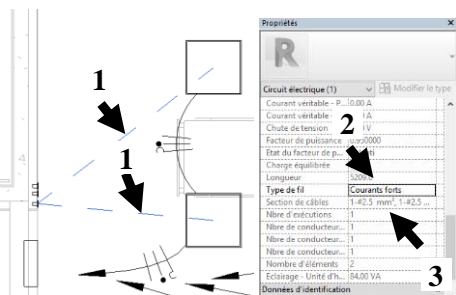 Propriétés
R
Circuit électrique (1)
Modifier le type
Courant véritable - P... 0.00 A
Courant véritable - A
Chute de tension V
Facteur de puissance 0000
Etat du facteur de p...
Charge équilibrée
Longueur 5209.0
Type de fil Courants forts
Section de câbles 1-#2.5 mm², 1-#2.5 ...
Nbre d'exécutions 1
Nbre de conducteur... 1
Nbre de conducteur... 1
Nbre de conducteur... 1
Nombre d'éléments 2
Eclairage - Unité d'h... 84.00 VA
Données d'identification
1
1
2
3